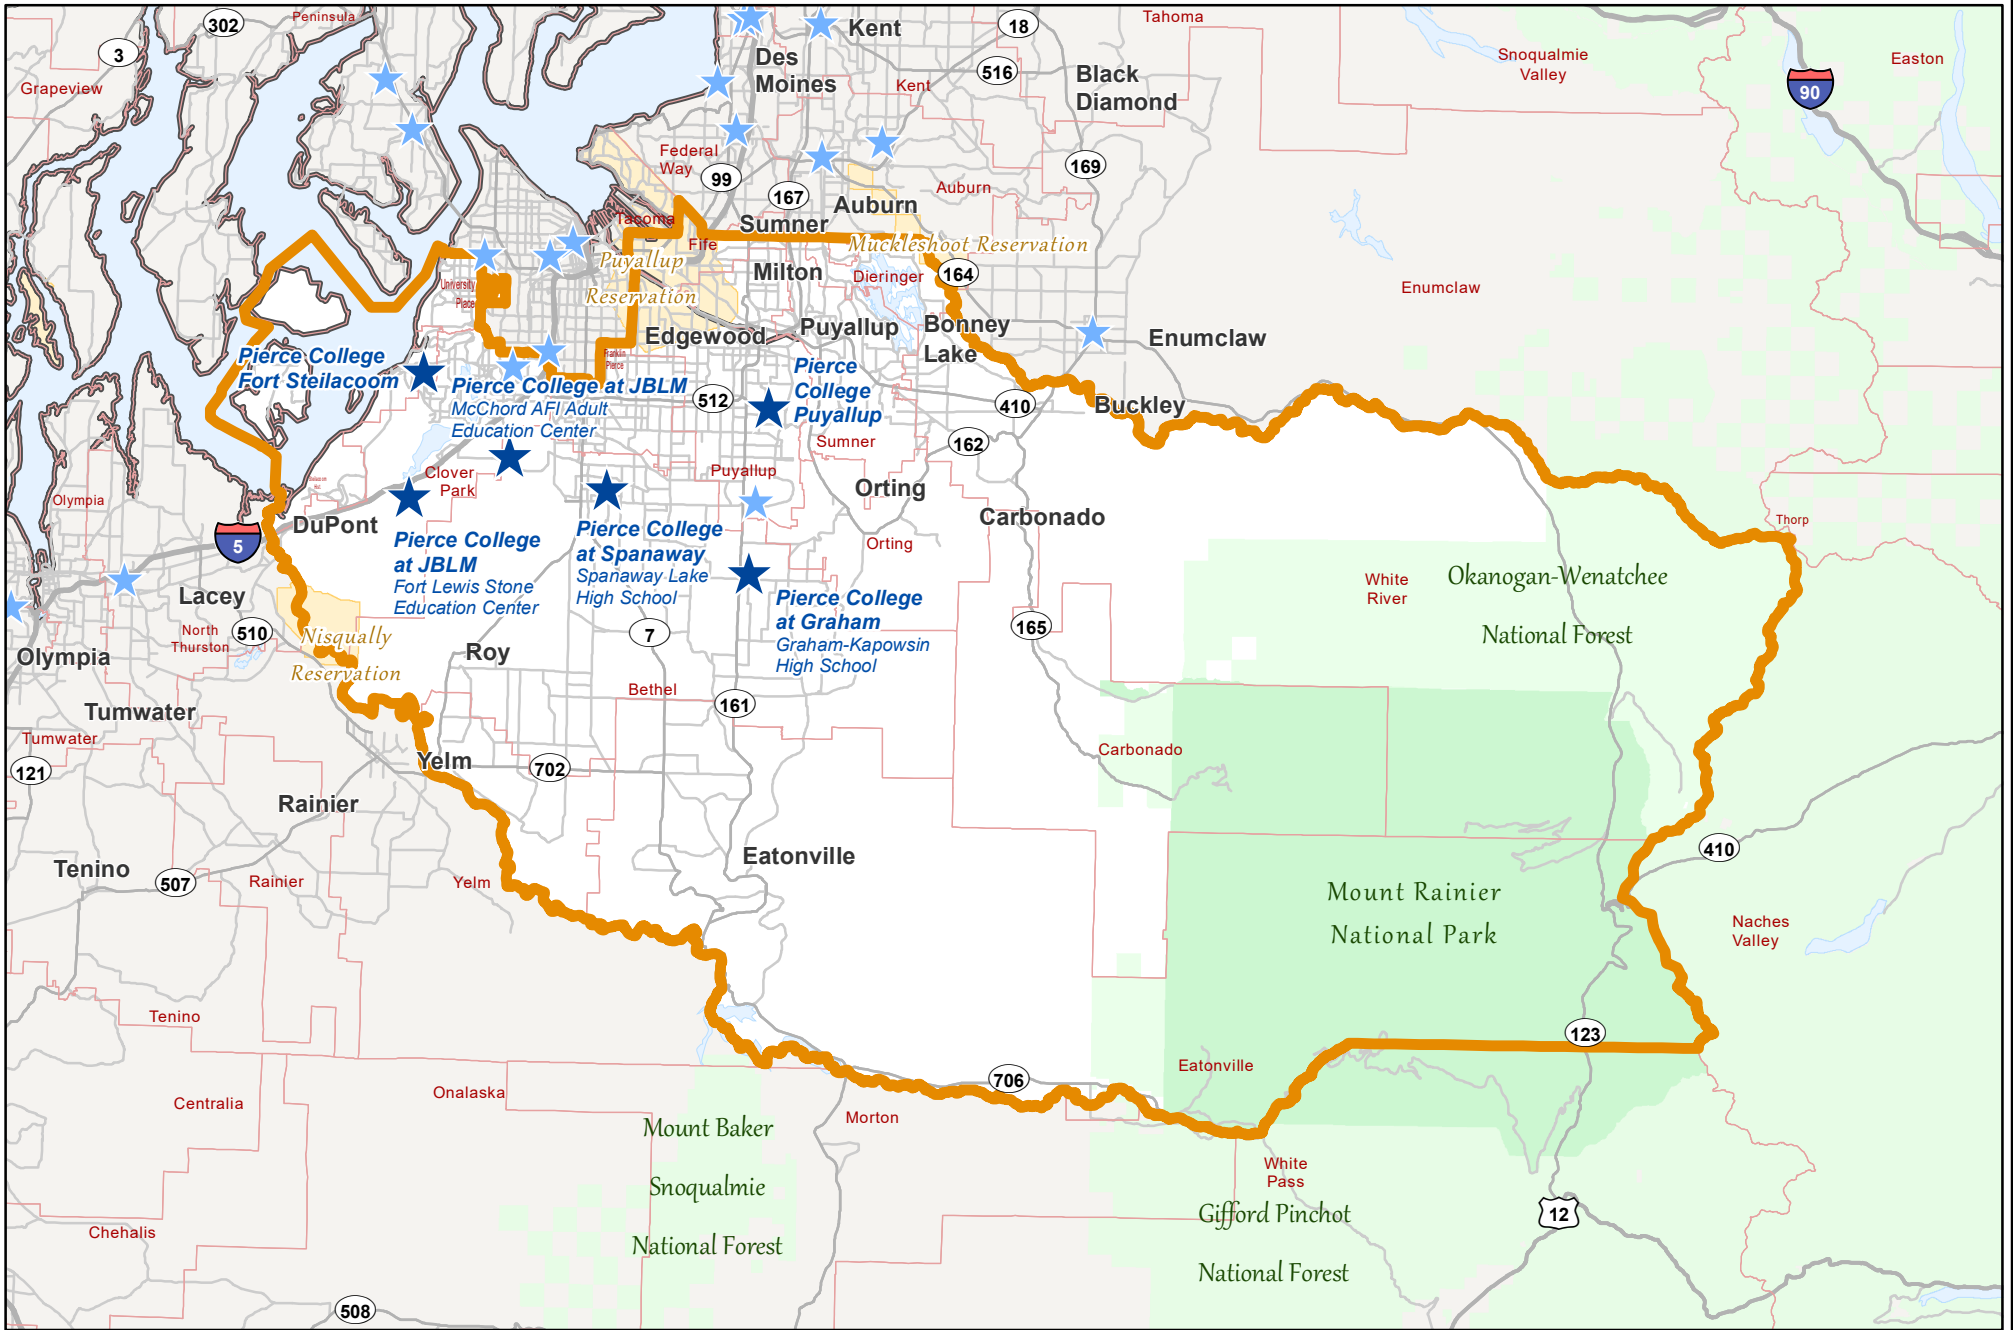 302
Peninsula
3
Grapeview
Kent
18
Tahoma
Des
Moines
516
Kent
Black
Diamond
Snoqualmie
Valley
90
Easton
Federal
Way
99
167
169
Auburn
Auburn
Tacoma
Sumner
Fife
Muckleshoot Reservation
Puyallup
Reservation
Milton
Dieringer
164
University
Place
Enumclaw
Edgewood
Puyallup
Bonney
Lake
Enumclaw
Franklin
Pierce
Pierce College
Fort Steilacoom
Pierce College at JBLM
McChord AFI Adult
Education Center
Pierce
College
Puyallup
512
410
Buckley
Sumner
162
Clover
Park
Puyallup
Orting
Olympia
DuPont
5
Carbonado
Thorp
Pierce College
at JBLM
Fort Lewis Stone
Education Center
Pierce College
at Spanaway
Spanaway Lake
High School
Orting
Pierce College
at Graham
Graham-Kapowsin
High School
White
River
Okanogan-Wenatchee
National Forest
Lacey
North
Thurston
510
Nisqually
Reservation
7
165
Olympia
Roy
Bethel
161
Tumwater
Tumwater
121
Yelm
702
Carbonado
Rainier
Eatonville
410
Tenino
507
Rainier
Yelm
Mount Rainier
National Park
Naches
Valley
Tenino
123
Eatonville
706
Centralia
Onalaska
Morton
Mount Baker
Snoqualmie
National Forest
White
Pass
Gifford Pinchot
National Forest
12
Chehalis
508